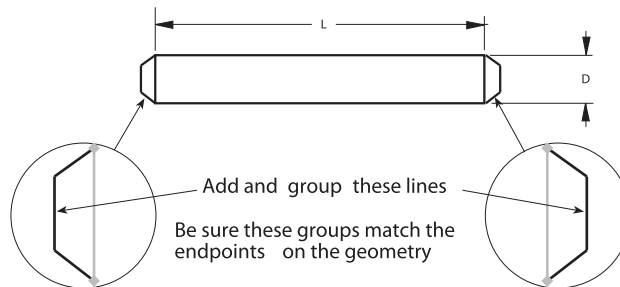 L
D
Add and group these lines
Be sure these groups match the
endpoints on the geometry